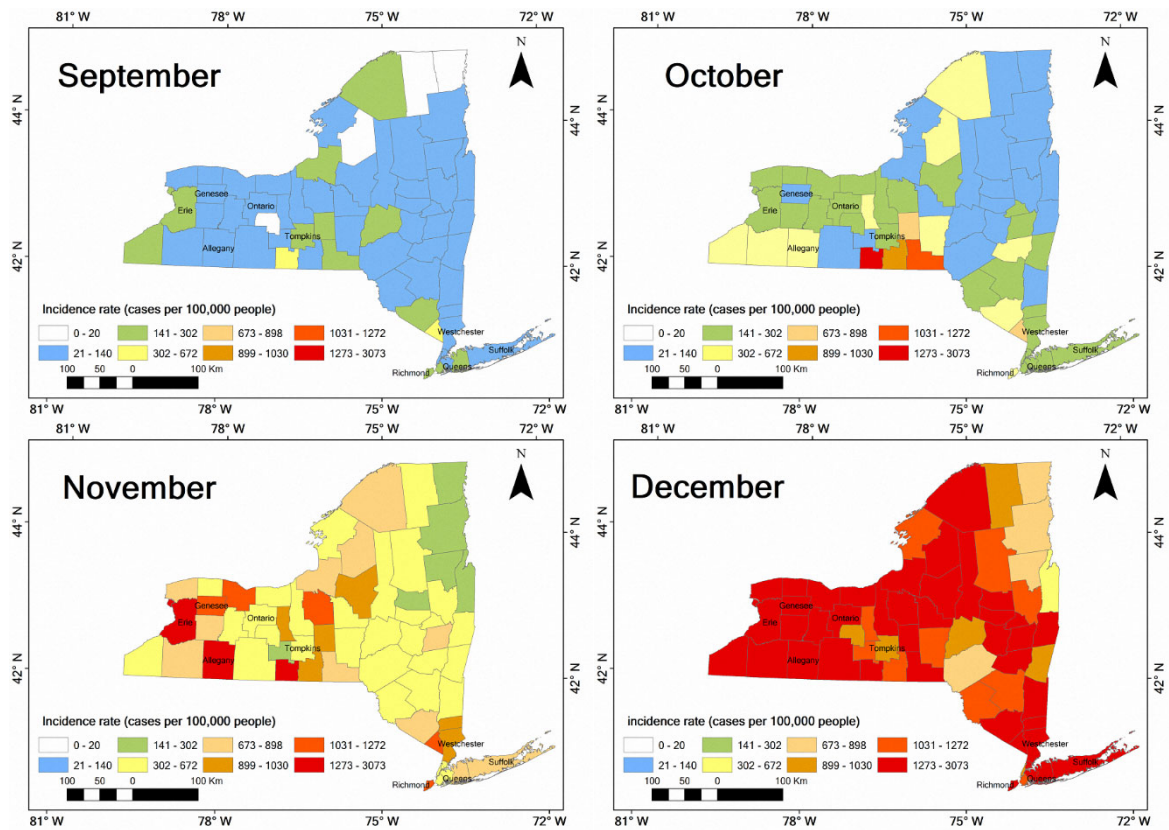 81° W 78° W 75° W 72° W
September
N
44° N
42° N
Genesee
Ontario
Erie
Tompkins
Allegany
Westchester
Suffolk
Queens
Richmond
Incidence rate (cases per 100,000 people)
0 - 20 141 - 302 673 - 898 1031 - 1272
21 - 140 302 - 672 899 - 1030 1273 - 3073
100 50 0 100 Km
81° W 78° W 75° W 72° W
81° W 78° W 75° W 72° W
October
N
44° N
44° N
42° N
42° N
Genesee
Ontario
Erie
Tompkins
Allegany
Westchester
Suffolk
Queens
Richmond
Incidence rate (cases per 100,000 people)
0 - 20 141 - 302 673 - 898 1031 - 1272
21 - 140 302 - 672 899 - 1030 1273 - 3073
100 50 0 100 Km
81° W 78° W 75° W 72° W
81° W 78° W 75° W 72° W
November
N
44° N
42° N
Genesee
Ontario
Erie
Tompkins
Allegany
Westchester
Suffolk
Queens
Richmond
Incidence rate (cases per 100,000 people)
0 - 20 141 - 302 673 - 898 1031 - 1272
21 - 140 302 - 672 899 - 1030 1273 - 3073
100 50 0 100 Km
81° W 78° W 75° W 72° W
81° W 78° W 75° W 72° W
December
N
44° N
44° N
42° N
42° N
Genesee
Ontario
Erie
Tompkins
Allegany
Westchester
Suffolk
Queens
Richmond
incidence rate (cases per 100,000 people)
0 - 20 141 - 302 673 - 898 1031 - 1272
21 - 140 302 - 672 899 - 1030 1273 - 3073
100 50 0 100 Km
81° W 78° W 75° W 72° W